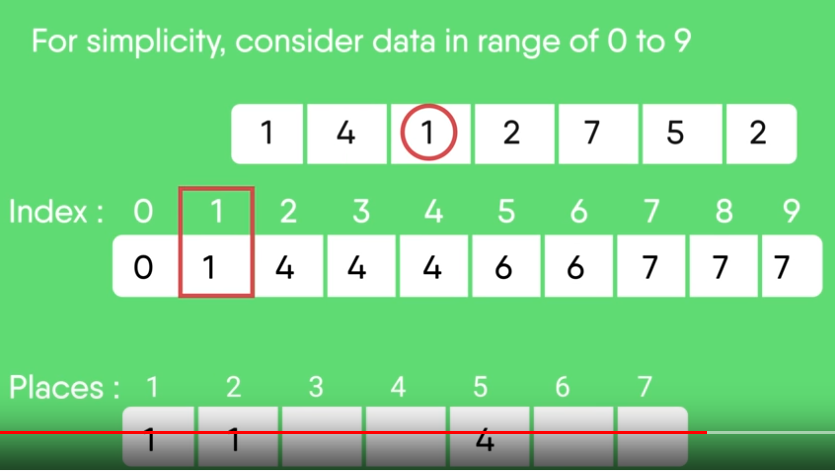 For simplicity, consider data in range of 0 to 9
1 4 1 2 7 5 2
Index : 0 1 2 3 4 5 6 7 8 9
0 1 4 4 4 6 6 7 7 7
Places : 1 2 3 4 5 6 7
1 1 4